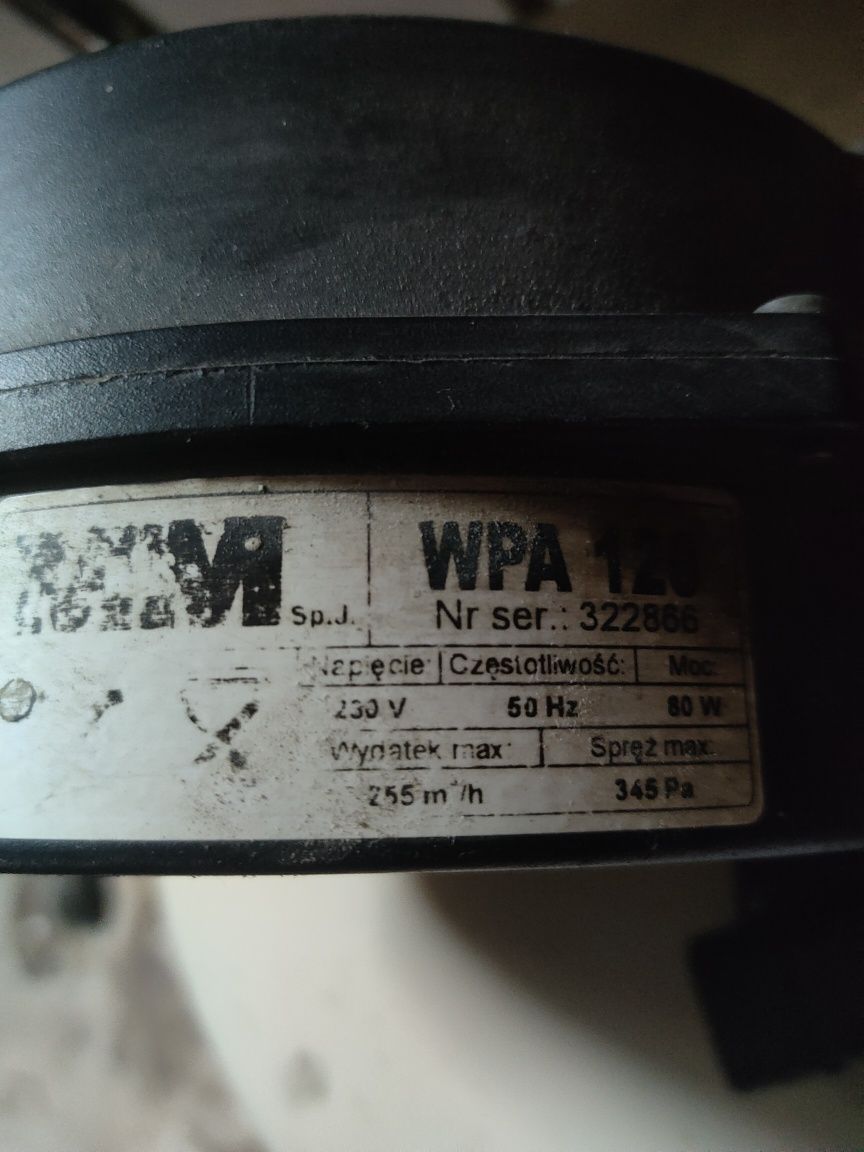 Sp.J.
WPA 120
Nr ser.: 322866
Napięcie: Częstotliwość: Moc:
230 V 50 Hz 80 W
Wydatek max: Spręż max:
255 m³/h 345 Pa